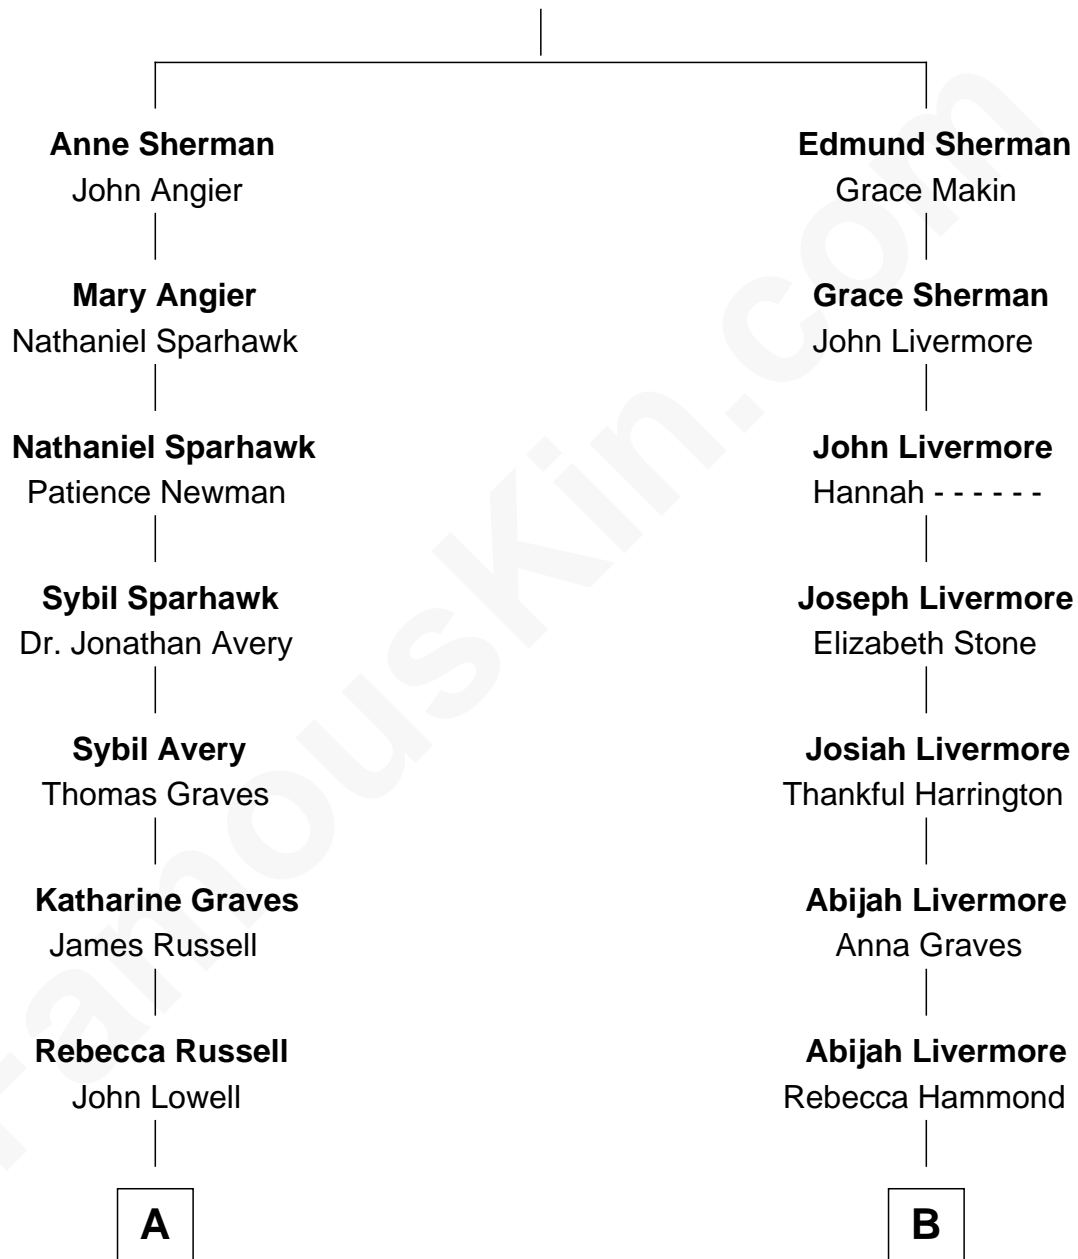 Anne Sherman
John Angier
Mary Angier
Nathaniel Sparhawk
Nathaniel Sparhawk
Patience Newman
Sybil Sparhawk
Dr. Jonathan Avery
Sybil Avery
Thomas Graves
Katharine Graves
James Russell
Rebecca Russell
John Lowell
A
Edmund Sherman
Grace Makin
Grace Sherman
John Livermore
John Livermore
Hannah - - - - - -
Joseph Livermore
Elizabeth Stone
Josiah Livermore
Thankful Harrington
Abijah Livermore
Anna Graves
Abijah Livermore
Rebecca Hammond
B
FamousKin.com